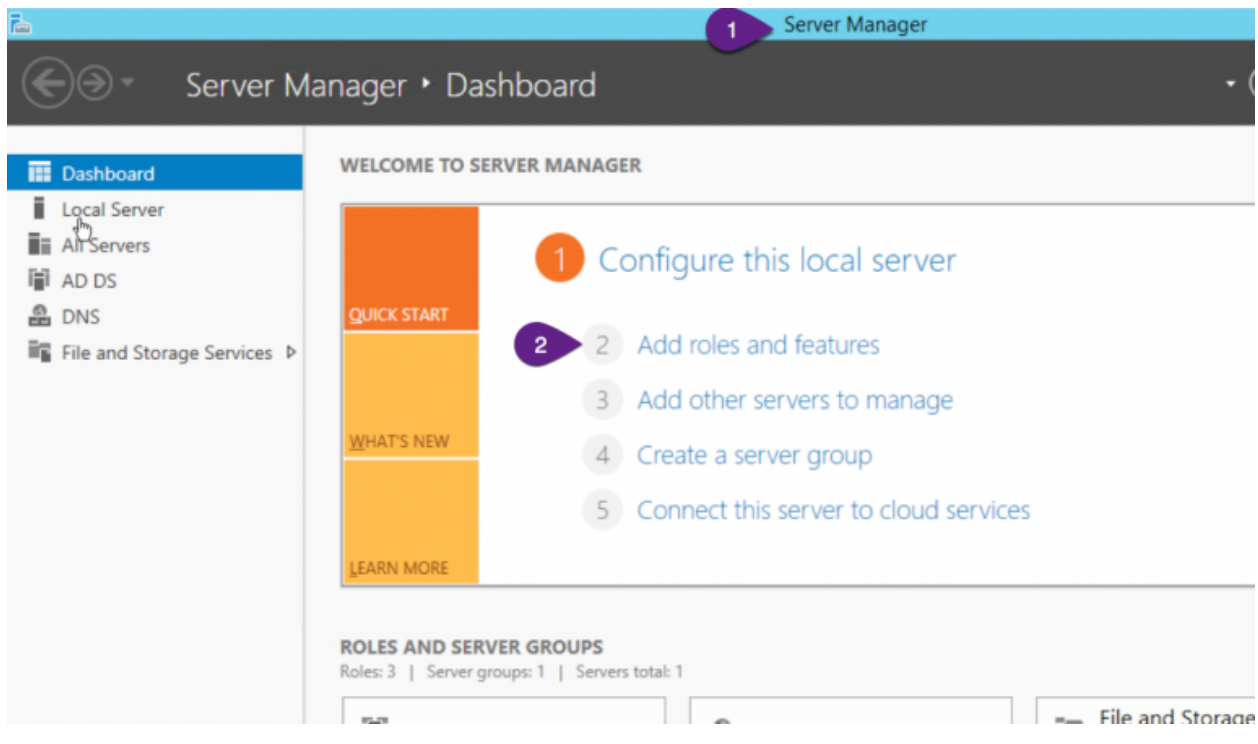 1 Server Manager
Server Manager ‣ Dashboard
Dashboard
Local Server
All Servers
AD DS
DNS
File and Storage Services
WELCOME TO SERVER MANAGER
QUICK START
WHAT'S NEW
LEARN MORE
1 Configure this local server
2 2 Add roles and features
3 Add other servers to manage
4 Create a server group
5 Connect this server to cloud services
ROLES AND SERVER GROUPS
Roles: 3 | Server groups: 1 | Servers total: 1
File and Storage